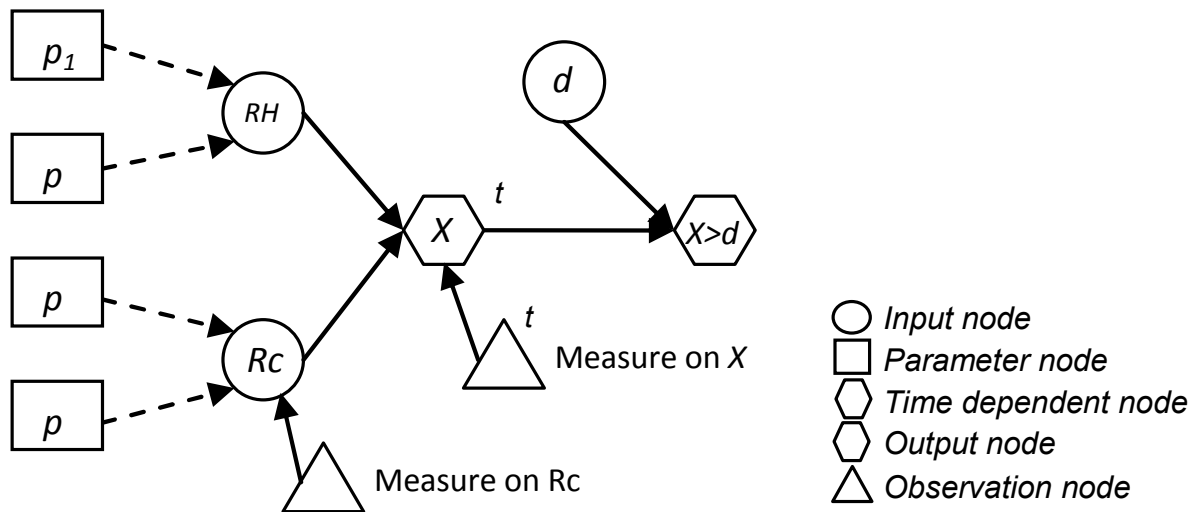 p1
RH
p
p
Rc
p
X
t
d
X>d
t
Measure on X
Measure on Rc
Input node
Parameter node
Time dependent node
Output node
Observation node